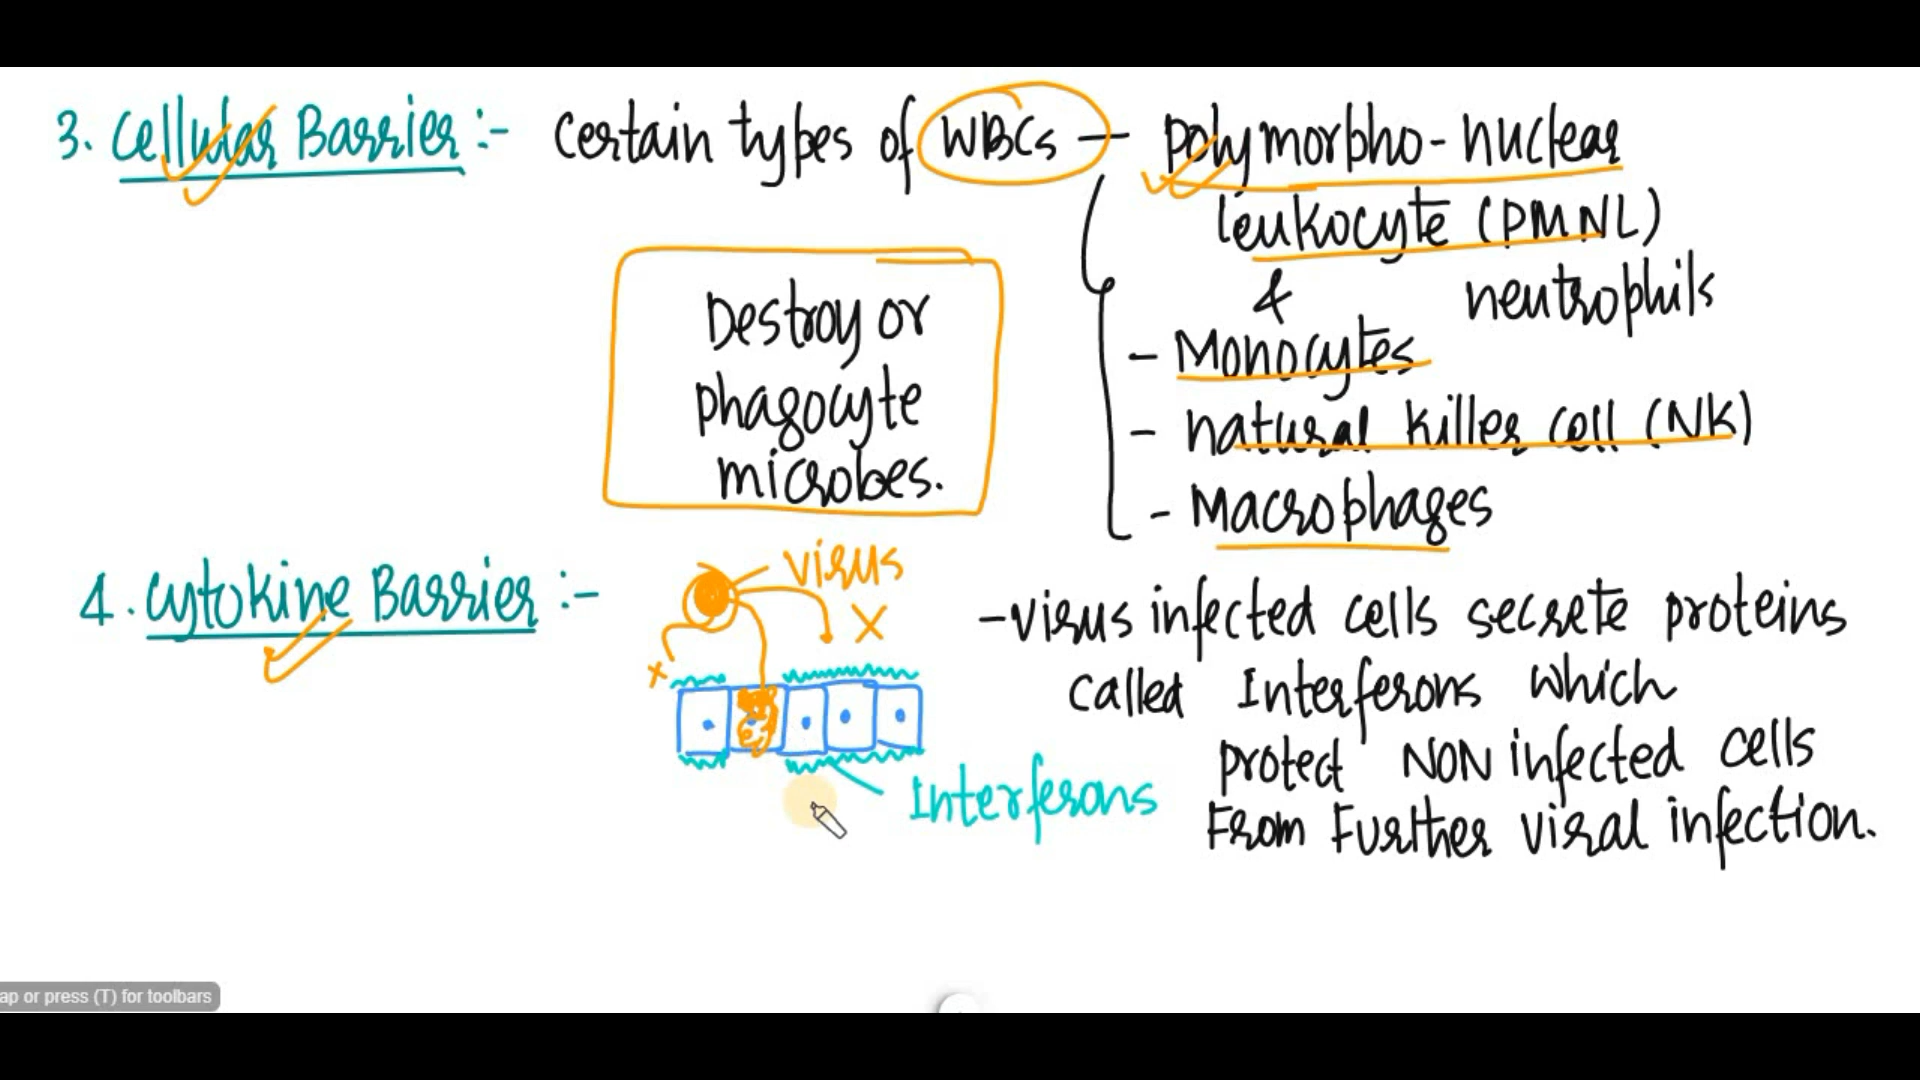 3. Cellular Barrier :- Certain types of WBCs — polymorpho-nuclear
leukocyte (PMNL)
& neutrophils
- Monocytes
- natural killer cell (NK)
- Macrophages
Destroy or
phagocyte
microbes.
4. Cytokine Barrier :-
virus
X
x
Interferons
- virus infected cells secrete proteins
called Interferons which
protect NON infected cells
From Further viral infection.
ap or press (T) for toolbars